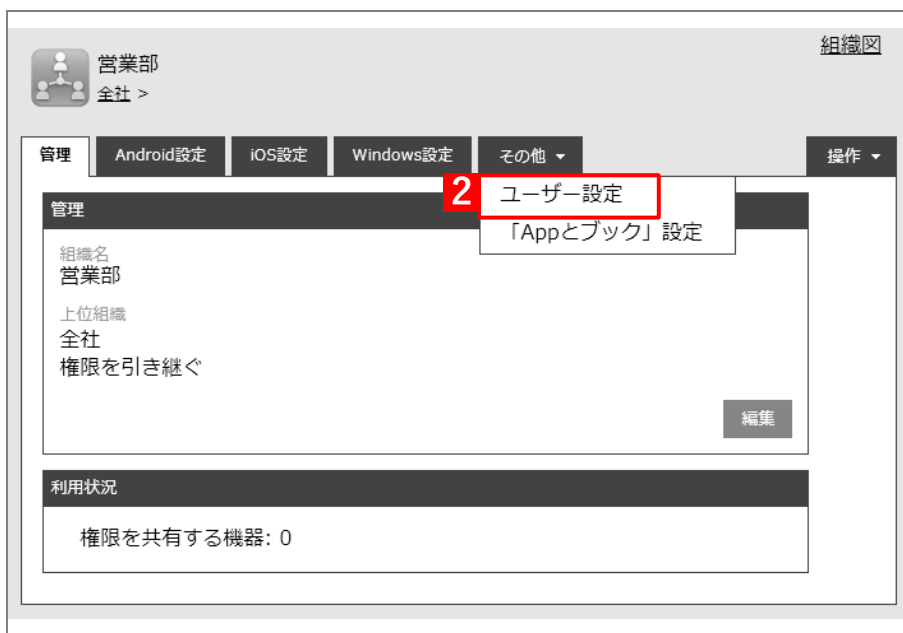 組織図
営業部
全社 >
管理 Android設定 iOS設定 Windows設定 その他 ▼ 操作 ▼
2 ユーザー設定
「Appとブック」設定
管理
組織名
営業部
上位組織
全社
権限を引き継ぐ
編集
利用状況
権限を共有する機器: 0